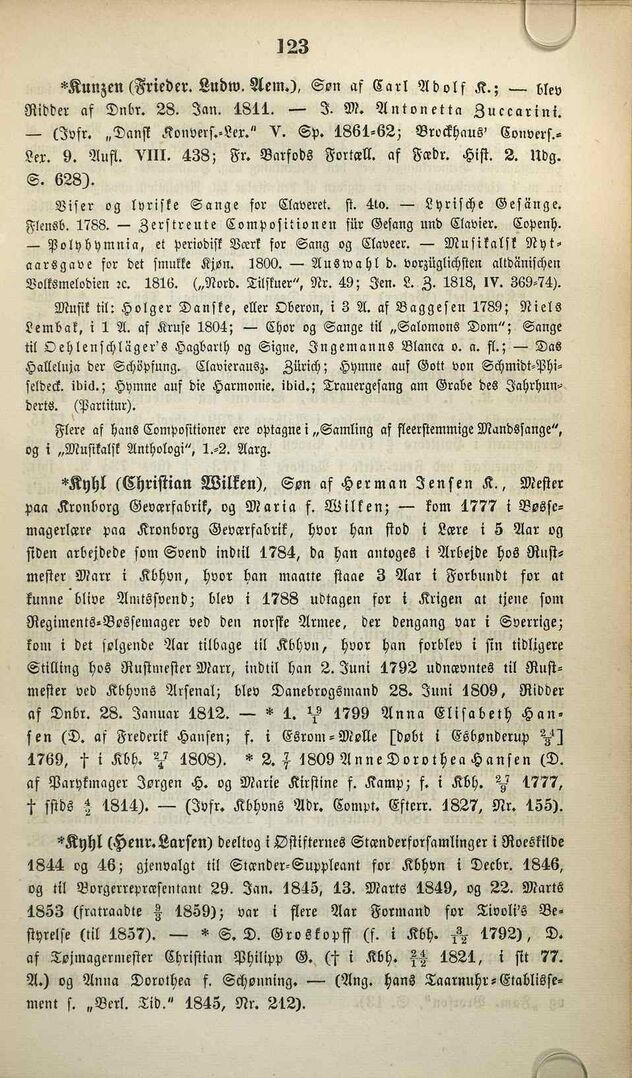 123
*Kunzen (Frieder. Ludw. Aem.), Søn af Carl Adolf K.; — blev
Ridder af Dnbr. 28. Jan. 1811. — J. M. Antonetta Zuccarini.
— (Jvfr. „Dansk Konvers.-Lex." V. Sp. 1861-62; Brockhaus' Convers.-
Lex. 9. Aufl. VIII. 438; Fr. Barfods Fortæll. af Fædr. Hist. 2. Udg.
S. 628).
Viser og lyriske Sange for Claveret. fl. 4to. — Lyrische Gesänge.
Flensb. 1788. — Zerstreute Compositionen für Gesang und Clavier. Copenh.
— Polyhymnia, et periodisk Værk for Sang og Claveer. — Musikalsk Nyt-
aarsgave for det smukke Kjøn. 1800. — Auswahl d. vorzüglichsten altdänischen
Volksmelodien ꝛc. 1816. („Nord. Tilskuer", Nr. 49; Jen. L. Z. 1818, IV. 369-74).
Musik til: Holger Danske, eller Oberon, i 3 A. af Baggesen 1789; Niels
Lembak, i 1 A. af Kruse 1804; — Chor og Sange til „Salomons Dom"; Sange
til Oehlenschläger's Hagbarth og Signe, Ingemanns Blanca o. a. fl.; — Das
Halleluja der Schöpfung. Clavierausz. Zürich; Hymne auf Gott von Schmidt-Phi-
seldeck. ibid.; Hymne auf die Harmonie. ibid.; Trauergesang am Grabe des Jahrhun-
derts. (Partitur).
Flere af hans Compositioner ere optagne i „Samling af fleerstemmige Mandssange",
og i „Musikalsk Anthologi", 1.-2. Aarg.
*Kyhl (Christian Wilken), Søn af Herman Jensen K., Mester
paa Kronborg Geværfabrik, og Maria f. Wilken; — kom 1777 i Bøsse-
magerlære paa Kronborg Geværfabrik, hvor han stod i Lære i 5 Aar og
siden arbejdede som Svend indtil 1784, da han antoges i Arbejde hos Rust-
mester Marr i Kbhvn, hvor han maatte staae 3 Aar i Forbundt for at
kunne blive Amtssvend; blev i 1788 udtagen for i Krigen at tjene som
Regiments-Bøssemager ved den norske Armee, der dengang var i Sverrige;
kom i det følgende Aar tilbage til Kbhvn, hvor han forblev i sin tidligere
Stilling hos Rustmester Marr, indtil han 2. Juni 1792 udnævntes til Rust-
mester ved Kbhvns Arsenal; blev Danebrogsmand 28. Juni 1809, Ridder
af Dnbr. 28. Januar 1812. — * 1. 19/1 1799 Anna Elisabeth Han-
sen (D. af Frederik Hansen; f. i Esrom-Mølle [døbt i Esbønderup 24/3]
1769, † i Kbh. 27/4 1808). * 2. 7/7 1809 Anne Dorothea Hansen (D.
af Parykmager Jørgen H. og Marie Kirstine f. Kamp; f. i Kbh. 27/9 1777,
† sstds 4/2 1814). — (Jvfr. Kbhvns Adr. Compt. Efterr. 1827, Nr. 155).
*Kyhl (Henr. Larsen) deeltog i Østifternes Stænderforsamlinger i Roeskilde
1844 og 46; gjenvalgt til Stænder-Suppleant for Kbhvn i Decbr. 1846,
og til Borgerrepræsentant 29. Jan. 1845, 13. Marts 1849, og 22. Marts
1853 (fratraadte 9/3 1859); var i flere Aar Formand for Tivoli's Be-
styrelse (til 1857). — * S. D. Groskopff (f. i Kbh. 3/12 1792), D.
af Tøjmagermester Christian Philipp G. († i Kbh. 24/12 1821, i sit 77.
A.) og Anna Dorothea f. Schønning. — (Ang. hans Taarnuhr-Etablisse-
ment s. „Berl. Tid." 1845, Nr. 212).